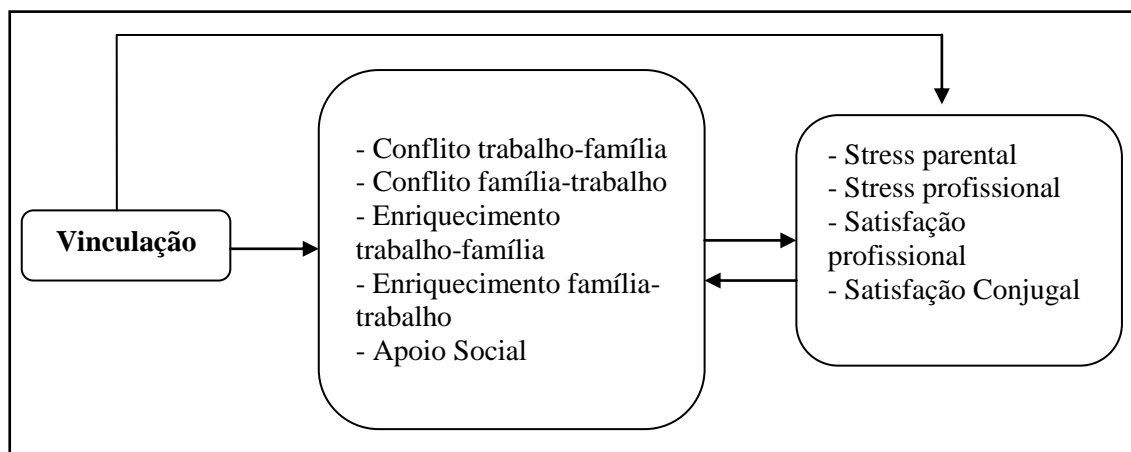 Vinculação
- Conflito trabalho-família
- Conflito família-trabalho
- Enriquecimento
trabalho-família
- Enriquecimento família-
trabalho
- Apoio Social
- Stress parental
- Stress profissional
- Satisfação
profissional
- Satisfação Conjugal